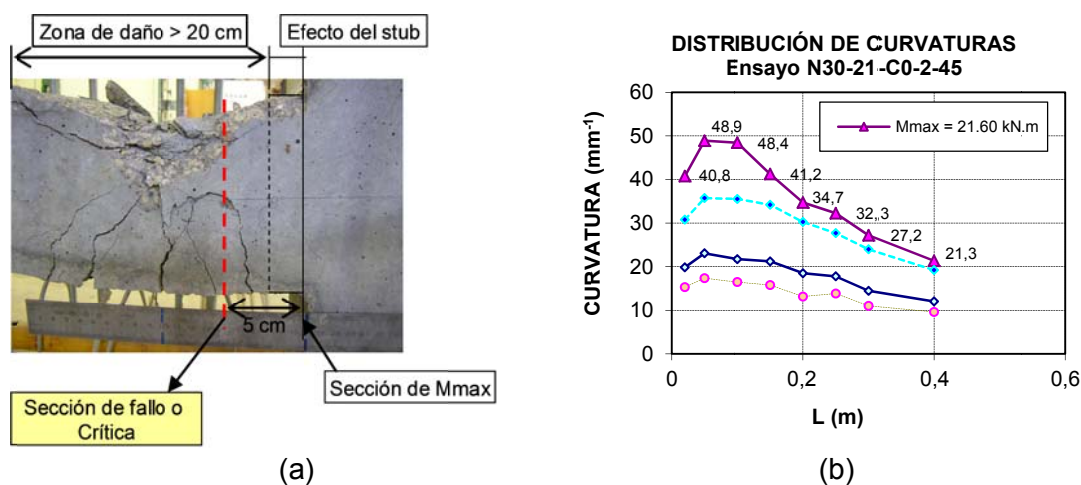 Zona de daño > 20 cm
Efecto del stub
5 cm
Sección de fallo o
Crítica
Sección de Mmax
(a)
DISTRIBUCIÓN DE CURVATURAS
Ensayo N30-21-C0-2-45
CURVATURA (mm-1)
60
50
40
30
20
10
0
Mmax = 21.60 kN.m
48,9
48,4
40,8
41,2
34,7
32,3
27,2
21,3
0
0,2
0,4
0,6
L (m)
(b)